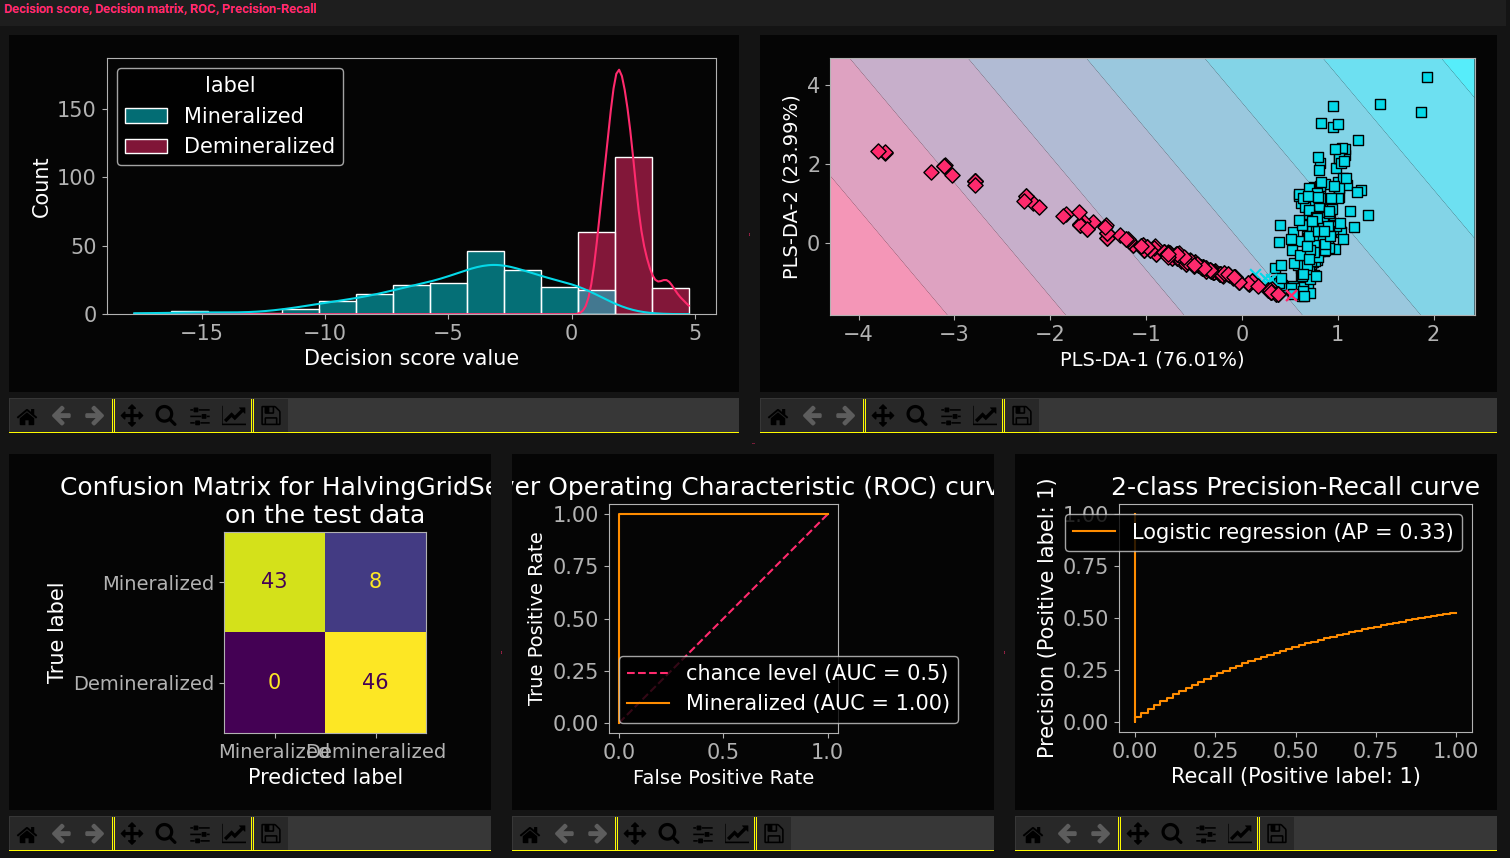 Decision score, Decision matrix, ROC, Precision-Recall
label
Mineralized
Demineralized
Count
150
100
50
0
−15
−10
−5
0
5
Decision score value
PLS-DA-2 (23.99%)
4
2
0
−4
−3
−2
−1
0
1
2
PLS-DA-1 (76.01%)
Confusion Matrix for HalvingGridSe
on the test data
True label
Mineralized
43
8
Demineralized
0
46
Mineralized
Demineralized
Predicted label
ver Operating Characteristic (ROC) curv
True Positive Rate
1.00
0.75
0.50
0.25
0.00
chance level (AUC = 0.5)
Mineralized (AUC = 1.00)
0.0
0.5
1.0
False Positive Rate
2-class Precision-Recall curve
Precision (Positive label: 1)
1.00
Logistic regression (AP = 0.33)
0.75
0.50
0.25
0.00
0.00
0.25
0.50
0.75
1.00
Recall (Positive label: 1)